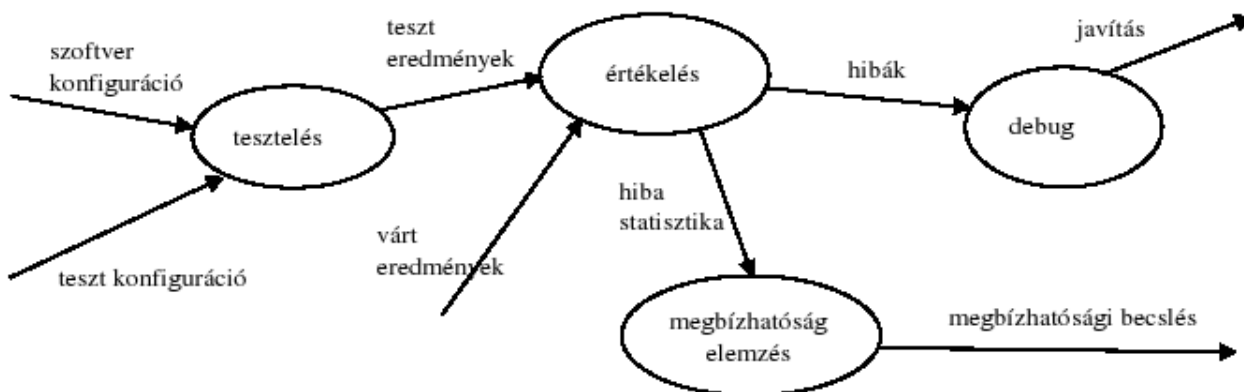 szoftver
konfiguráció
teszt
eredmények
javítás
értékelés
hibák
tesztelés
debug
hiba
statisztika
várt
eredmények
teszt konfiguráció
megbízhatóság
elemzés
megbízhatósági becslés